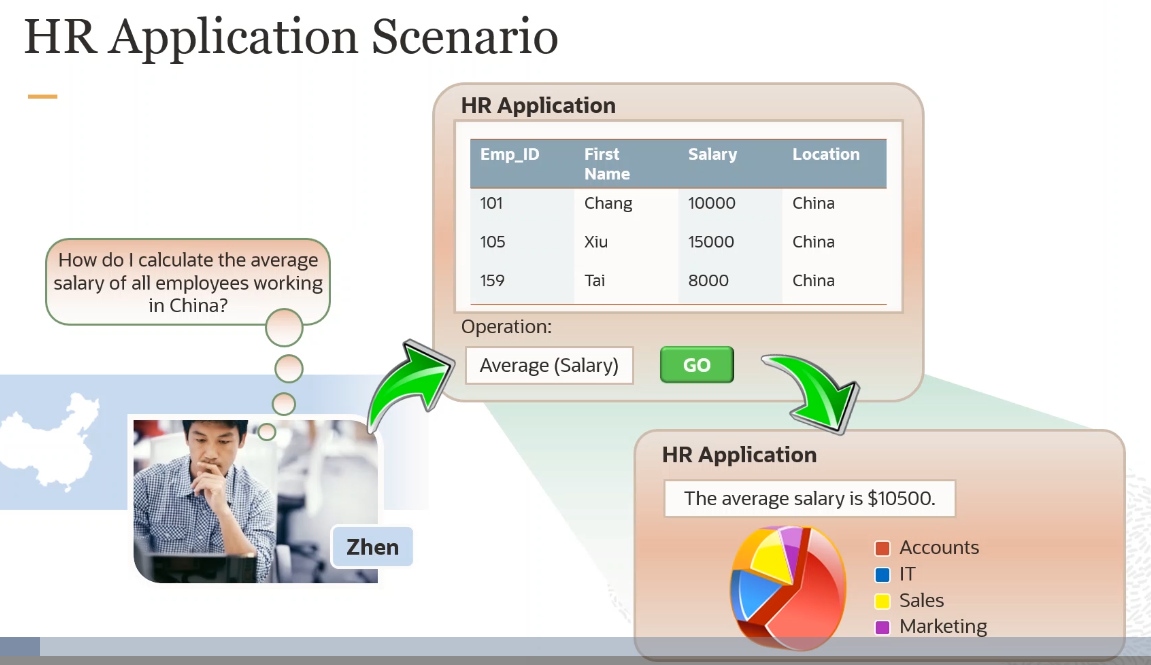 HR Application Scenario
HR Application
Emp_ID First Name Salary Location
101 Chang 10000 China
105 Xiu 15000 China
159 Tai 8000 China
Operation:
Average (Salary) GO
How do I calculate the average
salary of all employees working
in China?
Zhen
HR Application
The average salary is $10500.
Accounts
IT
Sales
Marketing